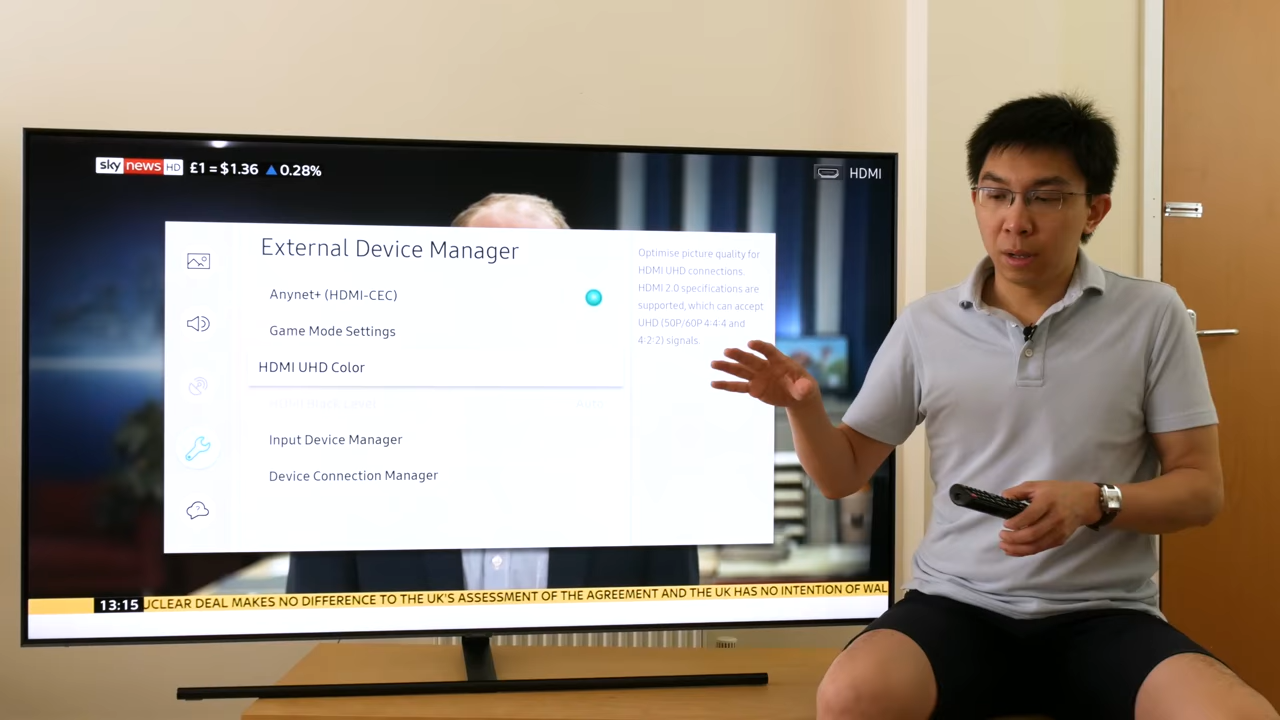 sky news HD £1 = $1.36 ▲ 0.28%
HDMI
External Device Manager
Anynet+ (HDMI-CEC)
Game Mode Settings
HDMI UHD Color
HDMI Black Level Auto
Input Device Manager
Device Connection Manager
Optimise picture quality for
HDMI UHD connections.
HDMI 2.0 specifications are
supported, which can accept
UHD (50P/60P 4:4:4 and
4:2:2) signals.
13:15 UCLEAR DEAL MAKES NO DIFFERENCE TO THE UK'S ASSESSMENT OF THE AGREEMENT AND THE UK HAS NO INTENTION OF WAL